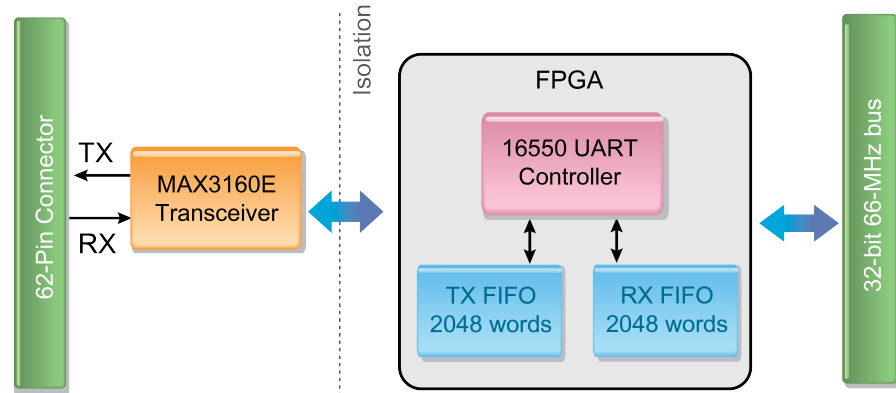 62-Pin Connector
TX
RX
MAX3160E
Transceiver
Isolation
FPGA
16550 UART
Controller
TX FIFO
2048 words
RX FIFO
2048 words
32-bit 66-MHz bus